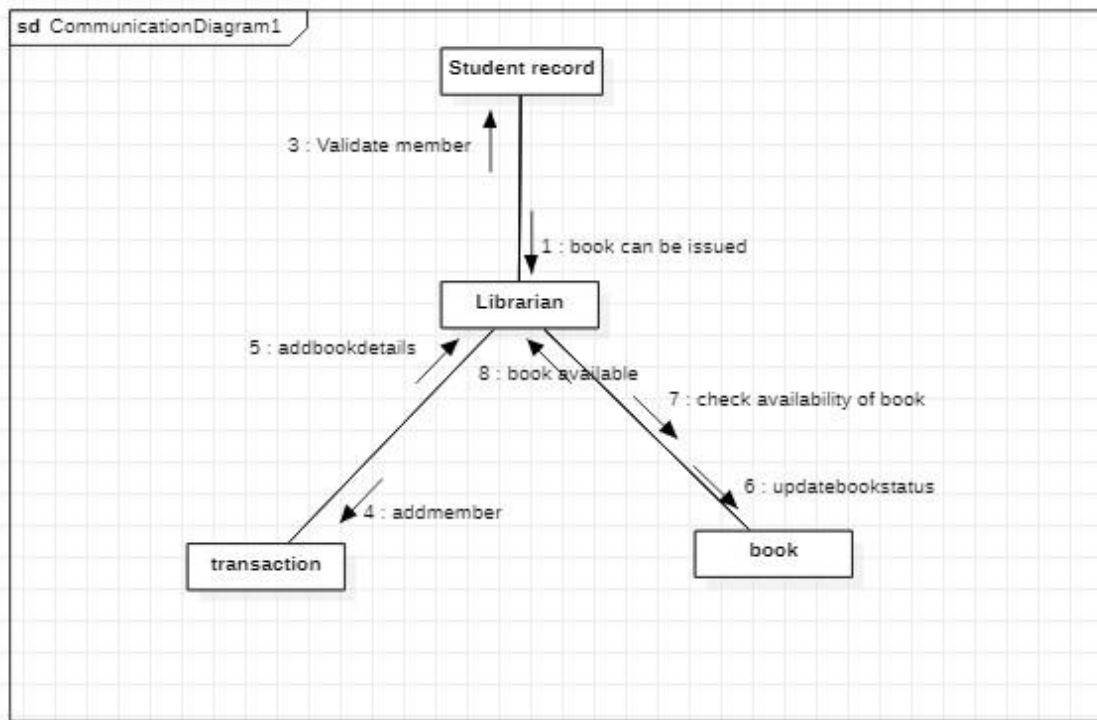 sd CommunicationDiagram1
Student record
3 : Validate member
1 : book can be issued
Librarian
5 : addbookdetails
8 : book available
7 : check availability of book
6 : updatebookstatus
4 : addmember
book
transaction